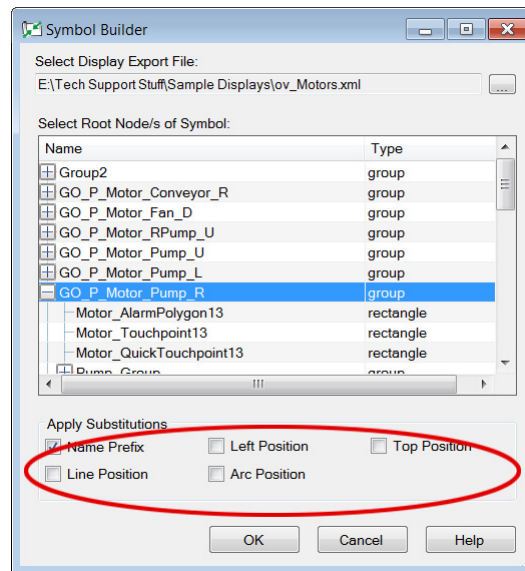 Symbol Builder
Select Display Export File:
E:\Tech Support Stuff\Sample Displays\ov_Motors.xml
...
Select Root Node/s of Symbol:
Name Type
Group2 group
GO_P_Motor_Conveyor_R group
GO_P_Motor_Fan_D group
GO_P_Motor_RPump_U group
GO_P_Motor_Pump_U group
GO_P_Motor_Pump_L group
GO_P_Motor_Pump_R group
Motor_AlarmPolygon13 rectangle
Motor_Touchpoint13 rectangle
Motor_QuickTouchpoint13 rectangle
Pump_Group group
Apply Substitutions
Name Prefix Left Position Top Position
Line Position Arc Position
OK Cancel Help